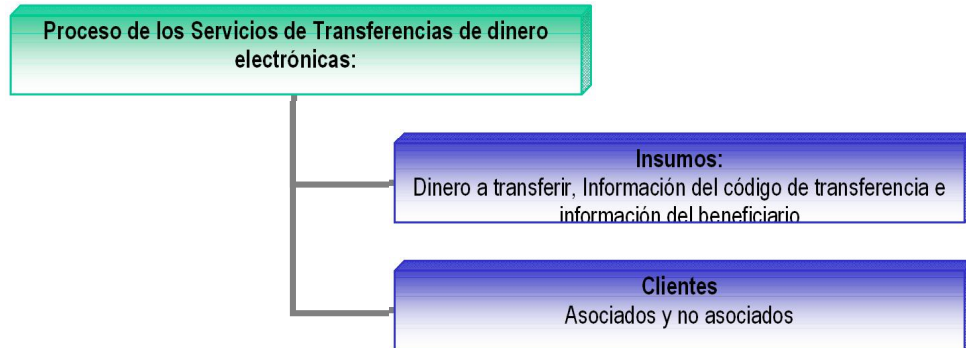 Proceso de los Servicios de Transferencias de dinero
electrónicas:
Insumos:
Dinero a transferir, Información del código de transferencia e
información del beneficiario
Clientes
Asociados y no asociados